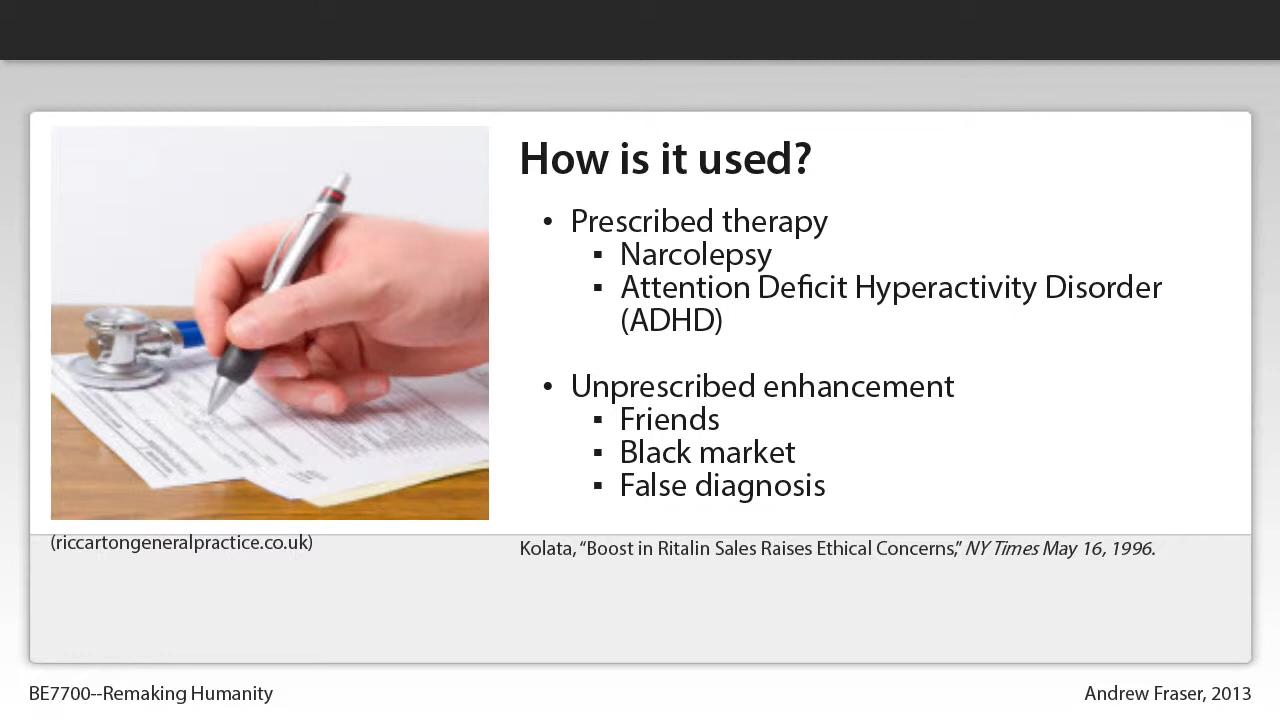 How is it used?
• Prescribed therapy
▪ Narcolepsy
▪ Attention Deficit Hyperactivity Disorder
(ADHD)
• Unprescribed enhancement
▪ Friends
▪ Black market
▪ False diagnosis
(riccartongeneralpractice.co.uk)
Kolata, “Boost in Ritalin Sales Raises Ethical Concerns,” NY Times May 16, 1996.
BE7700--Remaking Humanity
Andrew Fraser, 2013